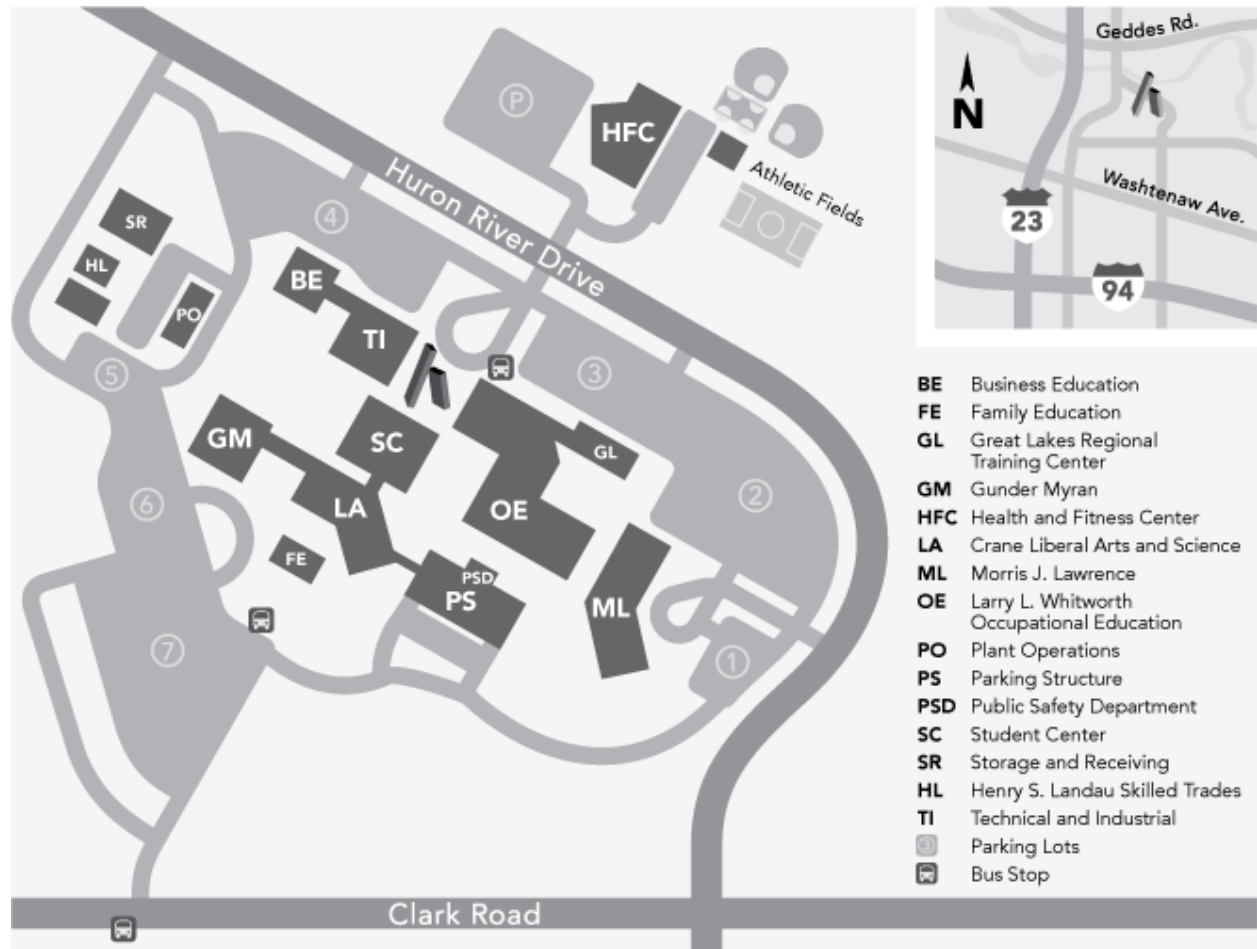 P
HFC
Athletic Fields
Huron River Drive
4
SR
HL
PO
BE
TI
5
3
GM
SC
GL
LA
OE
2
6
FE
PSD
PS
ML
7
1
Clark Road
Geddes Rd.
N
Washtenaw Ave.
23
94
BE Business Education
FE Family Education
GL Great Lakes Regional
Training Center
GM Gunder Myran
HFC Health and Fitness Center
LA Crane Liberal Arts and Science
ML Morris J. Lawrence
OE Larry L. Whitworth
Occupational Education
PO Plant Operations
PS Parking Structure
PSD Public Safety Department
SC Student Center
SR Storage and Receiving
HL Henry S. Landau Skilled Trades
TI Technical and Industrial
3 Parking Lots
Bus Stop